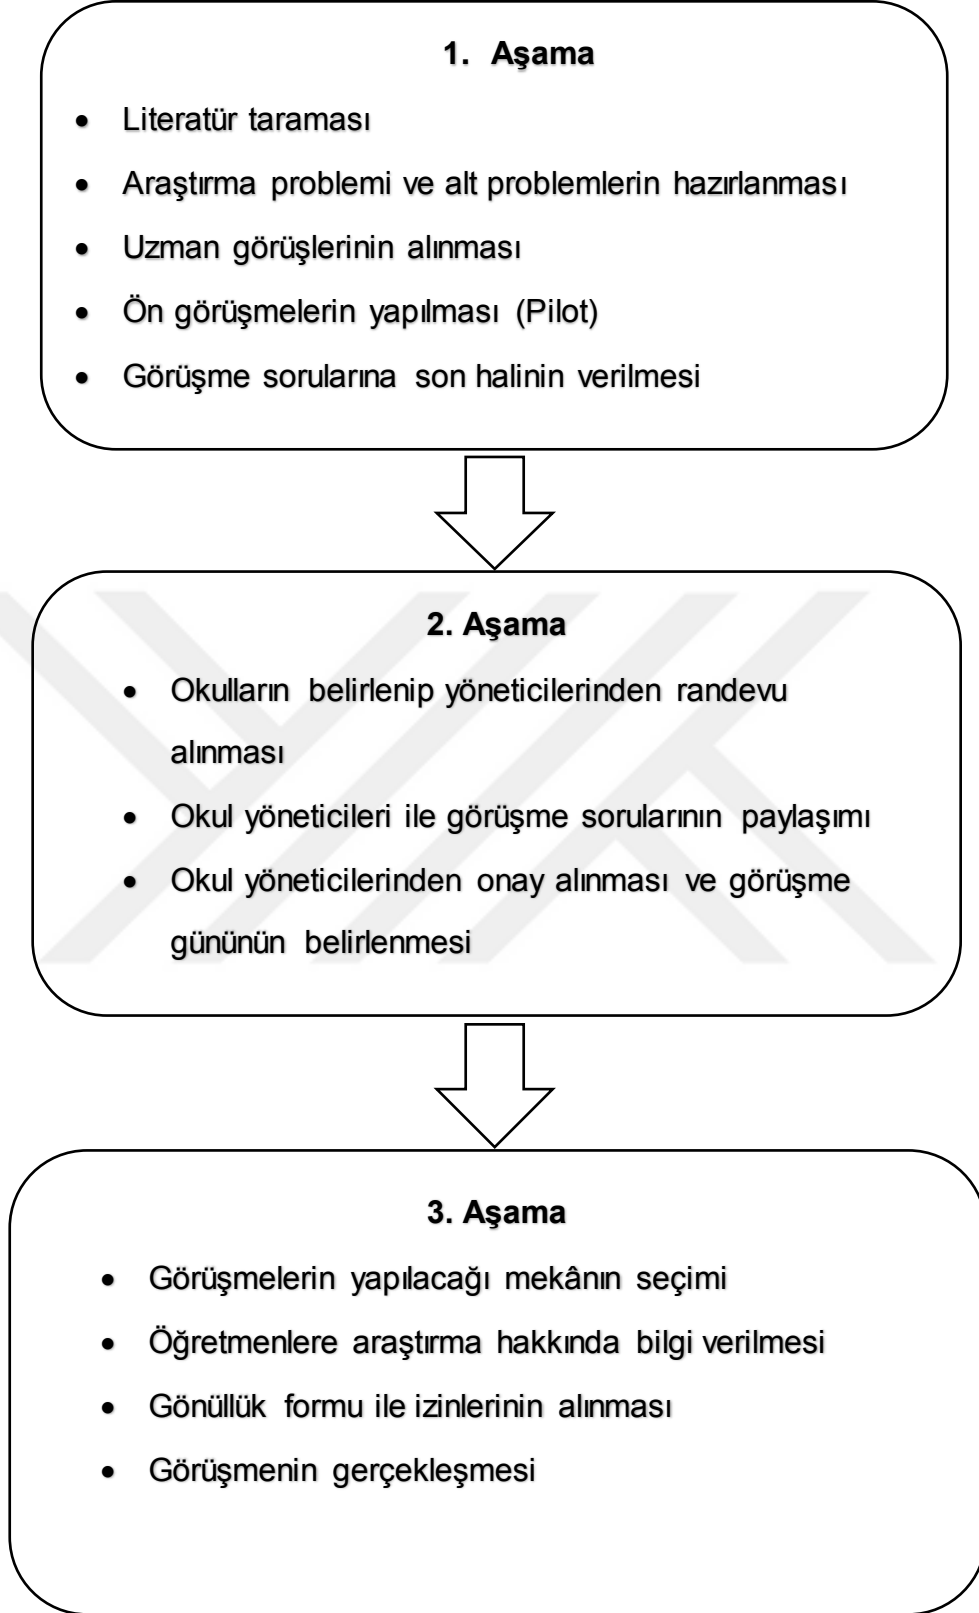 1. Aşama
• Literatür taraması
• Araştırma problemi ve alt problemlerin hazırlanması
• Uzman görüşlerinin alınması
• Ön görüşmelerin yapılması (Pilot)
• Görüşme sorularına son halinin verilmesi
2. Aşama
• Okulların belirlenip yöneticilerinden randevu
alınması
• Okul yöneticileri ile görüşme sorularının paylaşımı
• Okul yöneticilerinden onay alınması ve görüşme
gününün belirlenmesi
3. Aşama
• Görüşmelerin yapılacağı mekânın seçimi
• Öğretmenlere araştırma hakkında bilgi verilmesi
• Gönüllük formu ile izinlerinin alınması
• Görüşmenin gerçekleşmesi